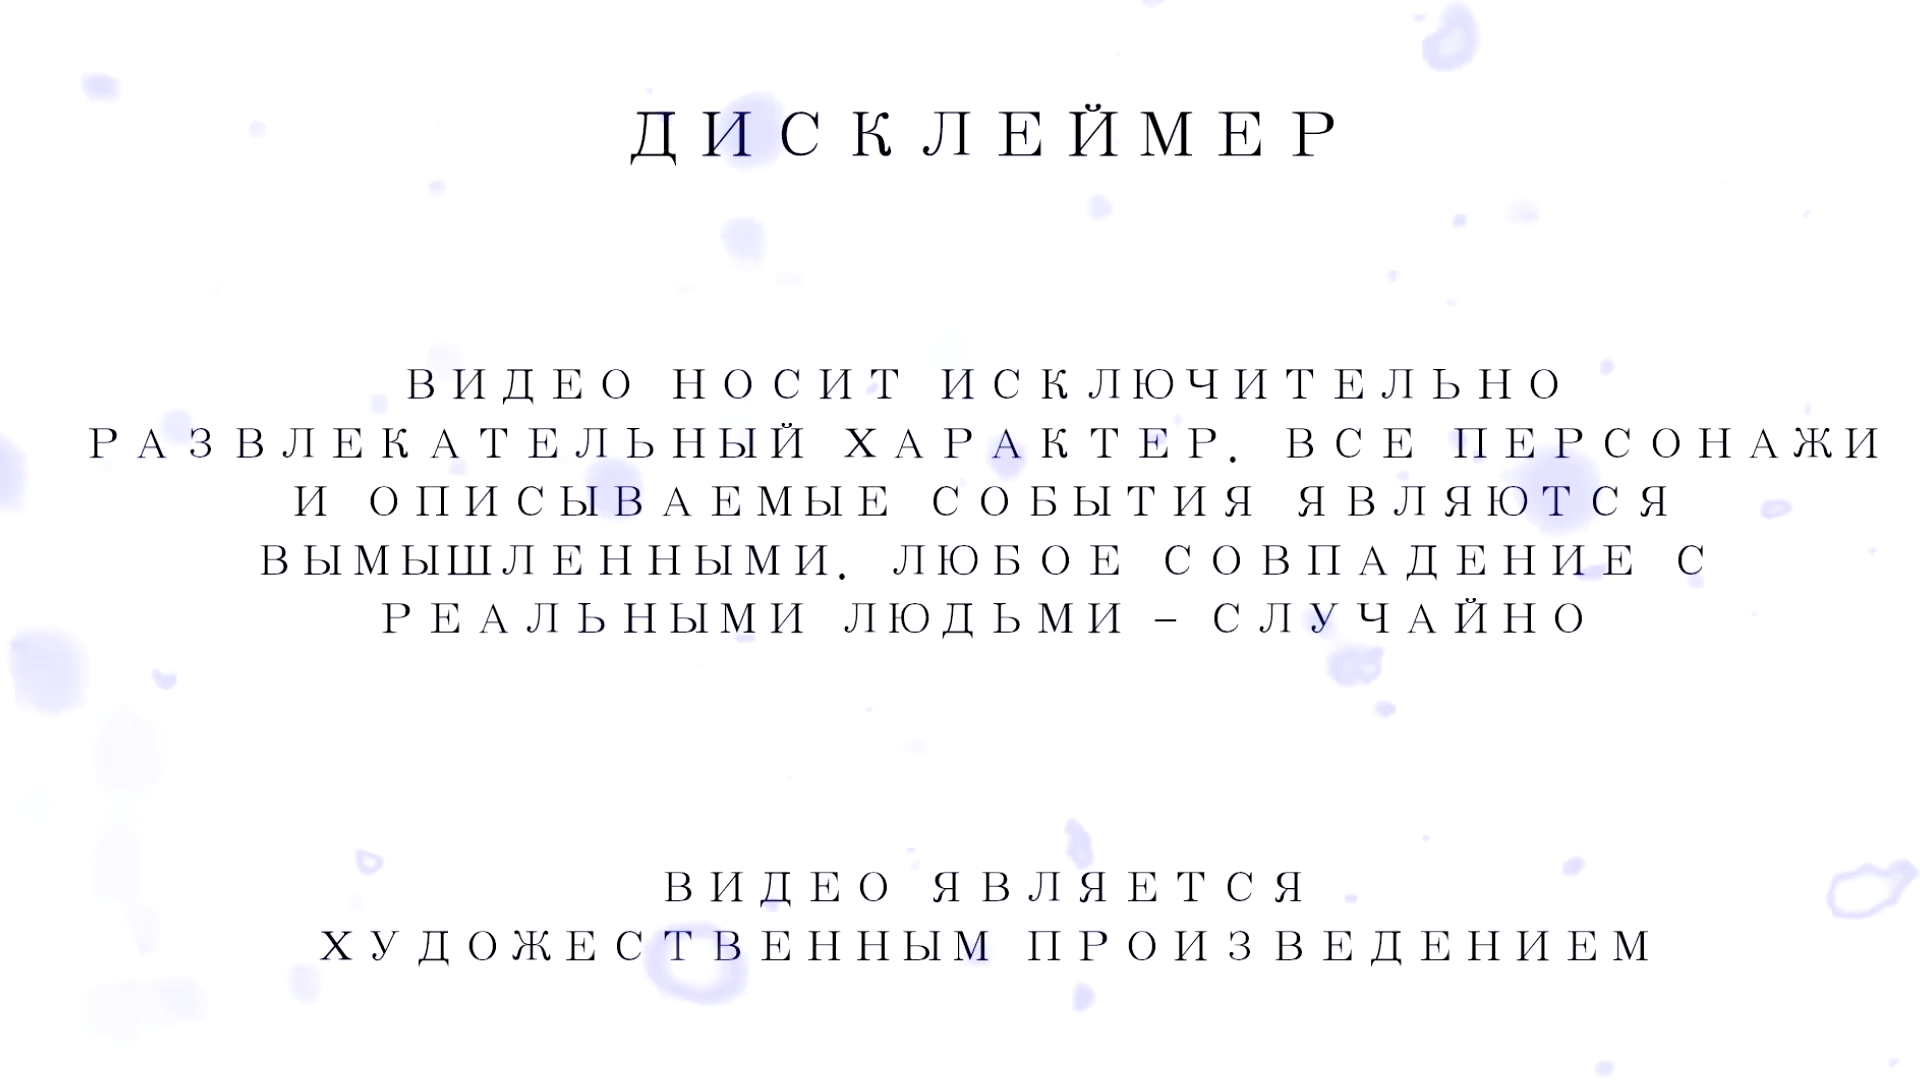 ДИСКЛЕЙМЕР
ВИДЕО НОСИТ ИСКЛЮЧИТЕЛЬНО
РАЗВЛЕКАТЕЛЬНЫЙ ХАРАКТЕР. ВСЕ ПЕРСОНАЖИ
И ОПИСЫВАЕМЫЕ СОБЫТИЯ ЯВЛЯЮТСЯ
ВЫМЫШЛЕННЫМИ. ЛЮБОЕ СОВПАДЕНИЕ С
РЕАЛЬНЫМИ ЛЮДЬМИ – СЛУЧАЙНО
ВИДЕО ЯВЛЯЕТСЯ
ХУДОЖЕСТВЕННЫМ ПРОИЗВЕДЕНИЕМ